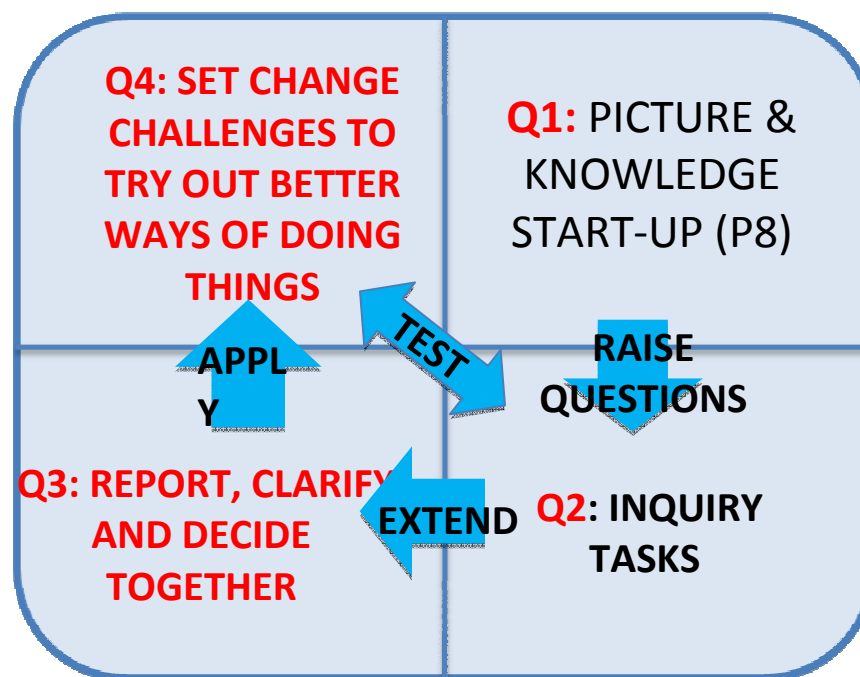 Q4: SET CHANGE
CHALLENGES TO
TRY OUT BETTER
WAYS OF DOING
THINGS
Q1: PICTURE &
KNOWLEDGE
START-UP (P8)
TEST
RAISE
QUESTIONS
APPL
Y
Q3: REPORT, CLARIFY
AND DECIDE
TOGETHER
EXTEND
Q2: INQUIRY
TASKS